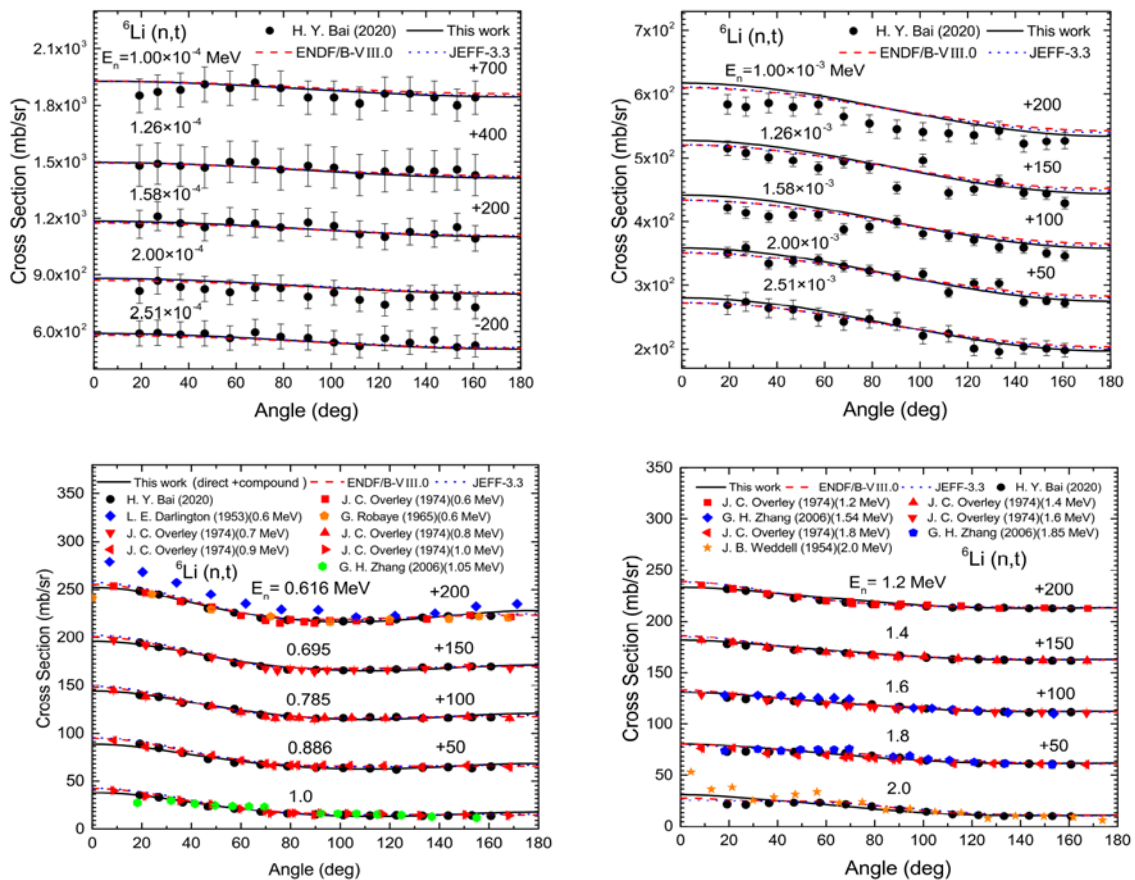 ⁶Li (n,t)
H. Y. Bai (2020)
This work
ENDF/B-VIII.0
JEFF-3.3
Eₙ=1.00×10⁻⁴ MeV
+700
1.26×10⁻⁴
+400
1.58×10⁻⁴
+200
2.00×10⁻⁴
2.51×10⁻⁴
-200
2.1x10³
1.8x10³
1.5x10³
1.2x10³
9.0x10²
6.0x10²
0 20 40 60 80 100 120 140 160 180
Angle (deg)
Cross Section (mb/sr)
⁶Li (n,t)
H. Y. Bai (2020)
This work
ENDF/B-VIII.0
JEFF-3.3
Eₙ=1.00×10⁻³ MeV
+200
1.26×10⁻³
+150
1.58×10⁻³
+100
2.00×10⁻³
+50
2.51×10⁻³
7x10²
6x10²
5x10²
4x10²
3x10²
2x10²
0 20 40 60 80 100 120 140 160 180
Angle (deg)
Cross Section (mb/sr)
This work (direct +compound )
ENDF/B-VIII.0
JEFF-3.3
H. Y. Bai (2020)
J. C. Overley (1974)(0.6 MeV)
L. E. Darlington (1953)(0.6 MeV)
G. Robaye (1965)(0.6 MeV)
J. C. Overley (1974)(0.7 MeV)
J. C. Overley (1974)(0.8 MeV)
J. C. Overley (1974)(0.9 MeV)
J. C. Overley (1974)(1.0 MeV)
G. H. Zhang (2006)(1.05 MeV)
⁶Li (n,t)
Eₙ = 0.616 MeV
+200
0.695
+150
0.785
+100
0.886
+50
1.0
350
300
250
200
150
100
50
0
0 20 40 60 80 100 120 140 160 180
Angle (deg)
Cross Section (mb/sr)
This work
ENDF/B-VIII.0
JEFF-3.3
H. Y. Bai (2020)
J. C. Overley (1974)(1.2 MeV)
J. C. Overley (1974)(1.4 MeV)
G. H. Zhang (2006)(1.54 MeV)
J. C. Overley (1974)(1.6 MeV)
J. C. Overley (1974)(1.8 MeV)
G. H. Zhang (2006)(1.85 MeV)
J. B. Weddell (1954)(2.0 MeV)
⁶Li (n,t)
Eₙ = 1.2 MeV
+200
1.4
+150
1.6
+100
1.8
+50
2.0
350
300
250
200
150
100
50
0
0 20 40 60 80 100 120 140 160 180
Angle (deg)
Cross Section (mb/sr)